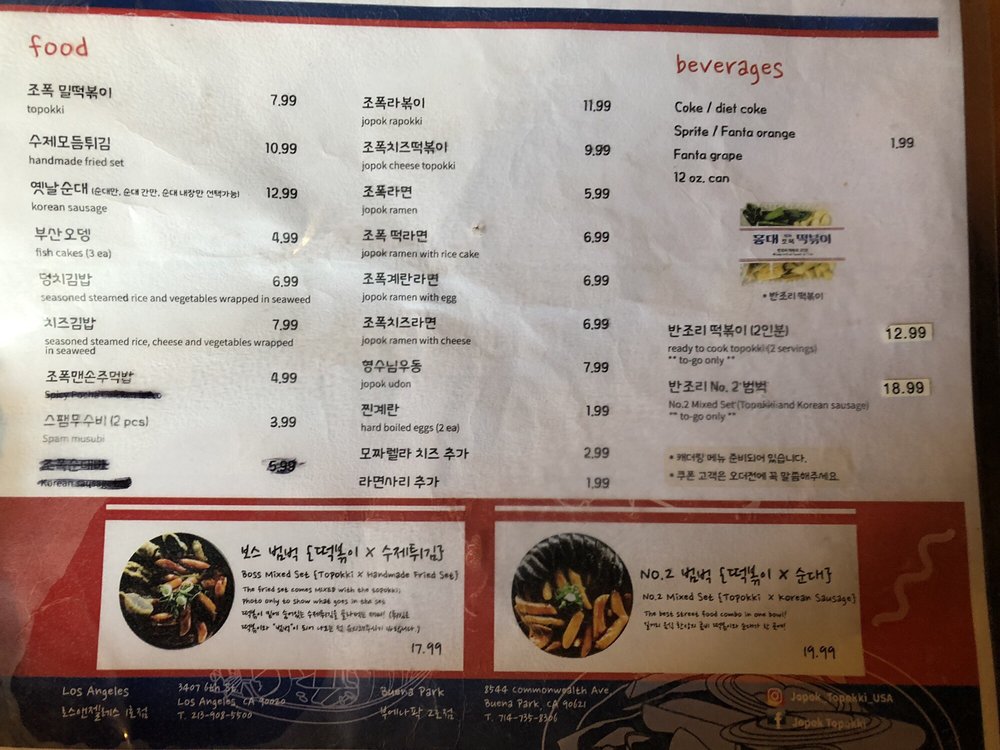 food
조폭 밀떡볶이 7.99
topokki
수제모듬튀김 10.99
handmade fried set
옛날순대 (순대만, 순대 간만, 순대 내장만 선택가능) 12.99
korean sausage
부산오뎅 4.99
fish cakes (3 ea)
덩치김밥 6.99
seasoned steamed rice and vegetables wrapped in seaweed
치즈김밥 7.99
seasoned steamed rice, cheese and vegetables wrapped
in seaweed
조폭맨손주먹밥 4.99
스팸무수비 (2 pcs) 3.99
Spam musubi
5.99
Korean sausage
조폭라볶이 11.99
jopok rapokki
조폭치즈떡볶이 9.99
jopok cheese topokki
조폭라면 5.99
jopok ramen
조폭 떡라면 6.99
jopok ramen with rice cake
조폭계란라면 6.99
jopok ramen with egg
조폭치즈라면 6.99
jopok ramen with cheese
형수님우동 7.99
jopok udon
찐계란 1.99
hard boiled eggs (2 ea)
모짜렐라 치즈 추가 2.99
라면사리 추가 1.99
beverages
Coke / diet coke
Sprite / Fanta orange 1.99
Fanta grape
12 oz. can
홍대 조폭 떡볶이
• 반조리 떡볶이
반조리 떡볶이 (2인분) 12.99
ready to cook topokki (2 servings)
** to-go only **
반조리 No. 2 범벅 18.99
No.2 Mixed Set (Topokki and Korean sausage)
** to-go only **
• 캐더링 메뉴 준비되어 있습니다.
• 쿠폰 고객은 오더전에 꼭 말씀해주세요.
보스 범벅 {떡볶이 X 수제튀김}
Boss Mixed Set {Topokki X Handmade Fried Set}
The fried set comes MIXED with the topokki,
photo only to show what goes in the set
17.99
NO.2 범벅 {떡볶이 X 순대}
NO.2 Mixed Set {Topokki X Korean Sausage}
The best street food combo in one bowl!
19.99
Los Angeles
로스앤젤레스 1호점
3407 6th St.
Los Angeles, CA 90020
T. 213-908-5500
Buena Park
부에나팍 2호점
8544 Commonwealth Ave
Buena Park, CA 90621
T. 714-735-8306
Jopok_Topokki_USA
Jopok Topokki